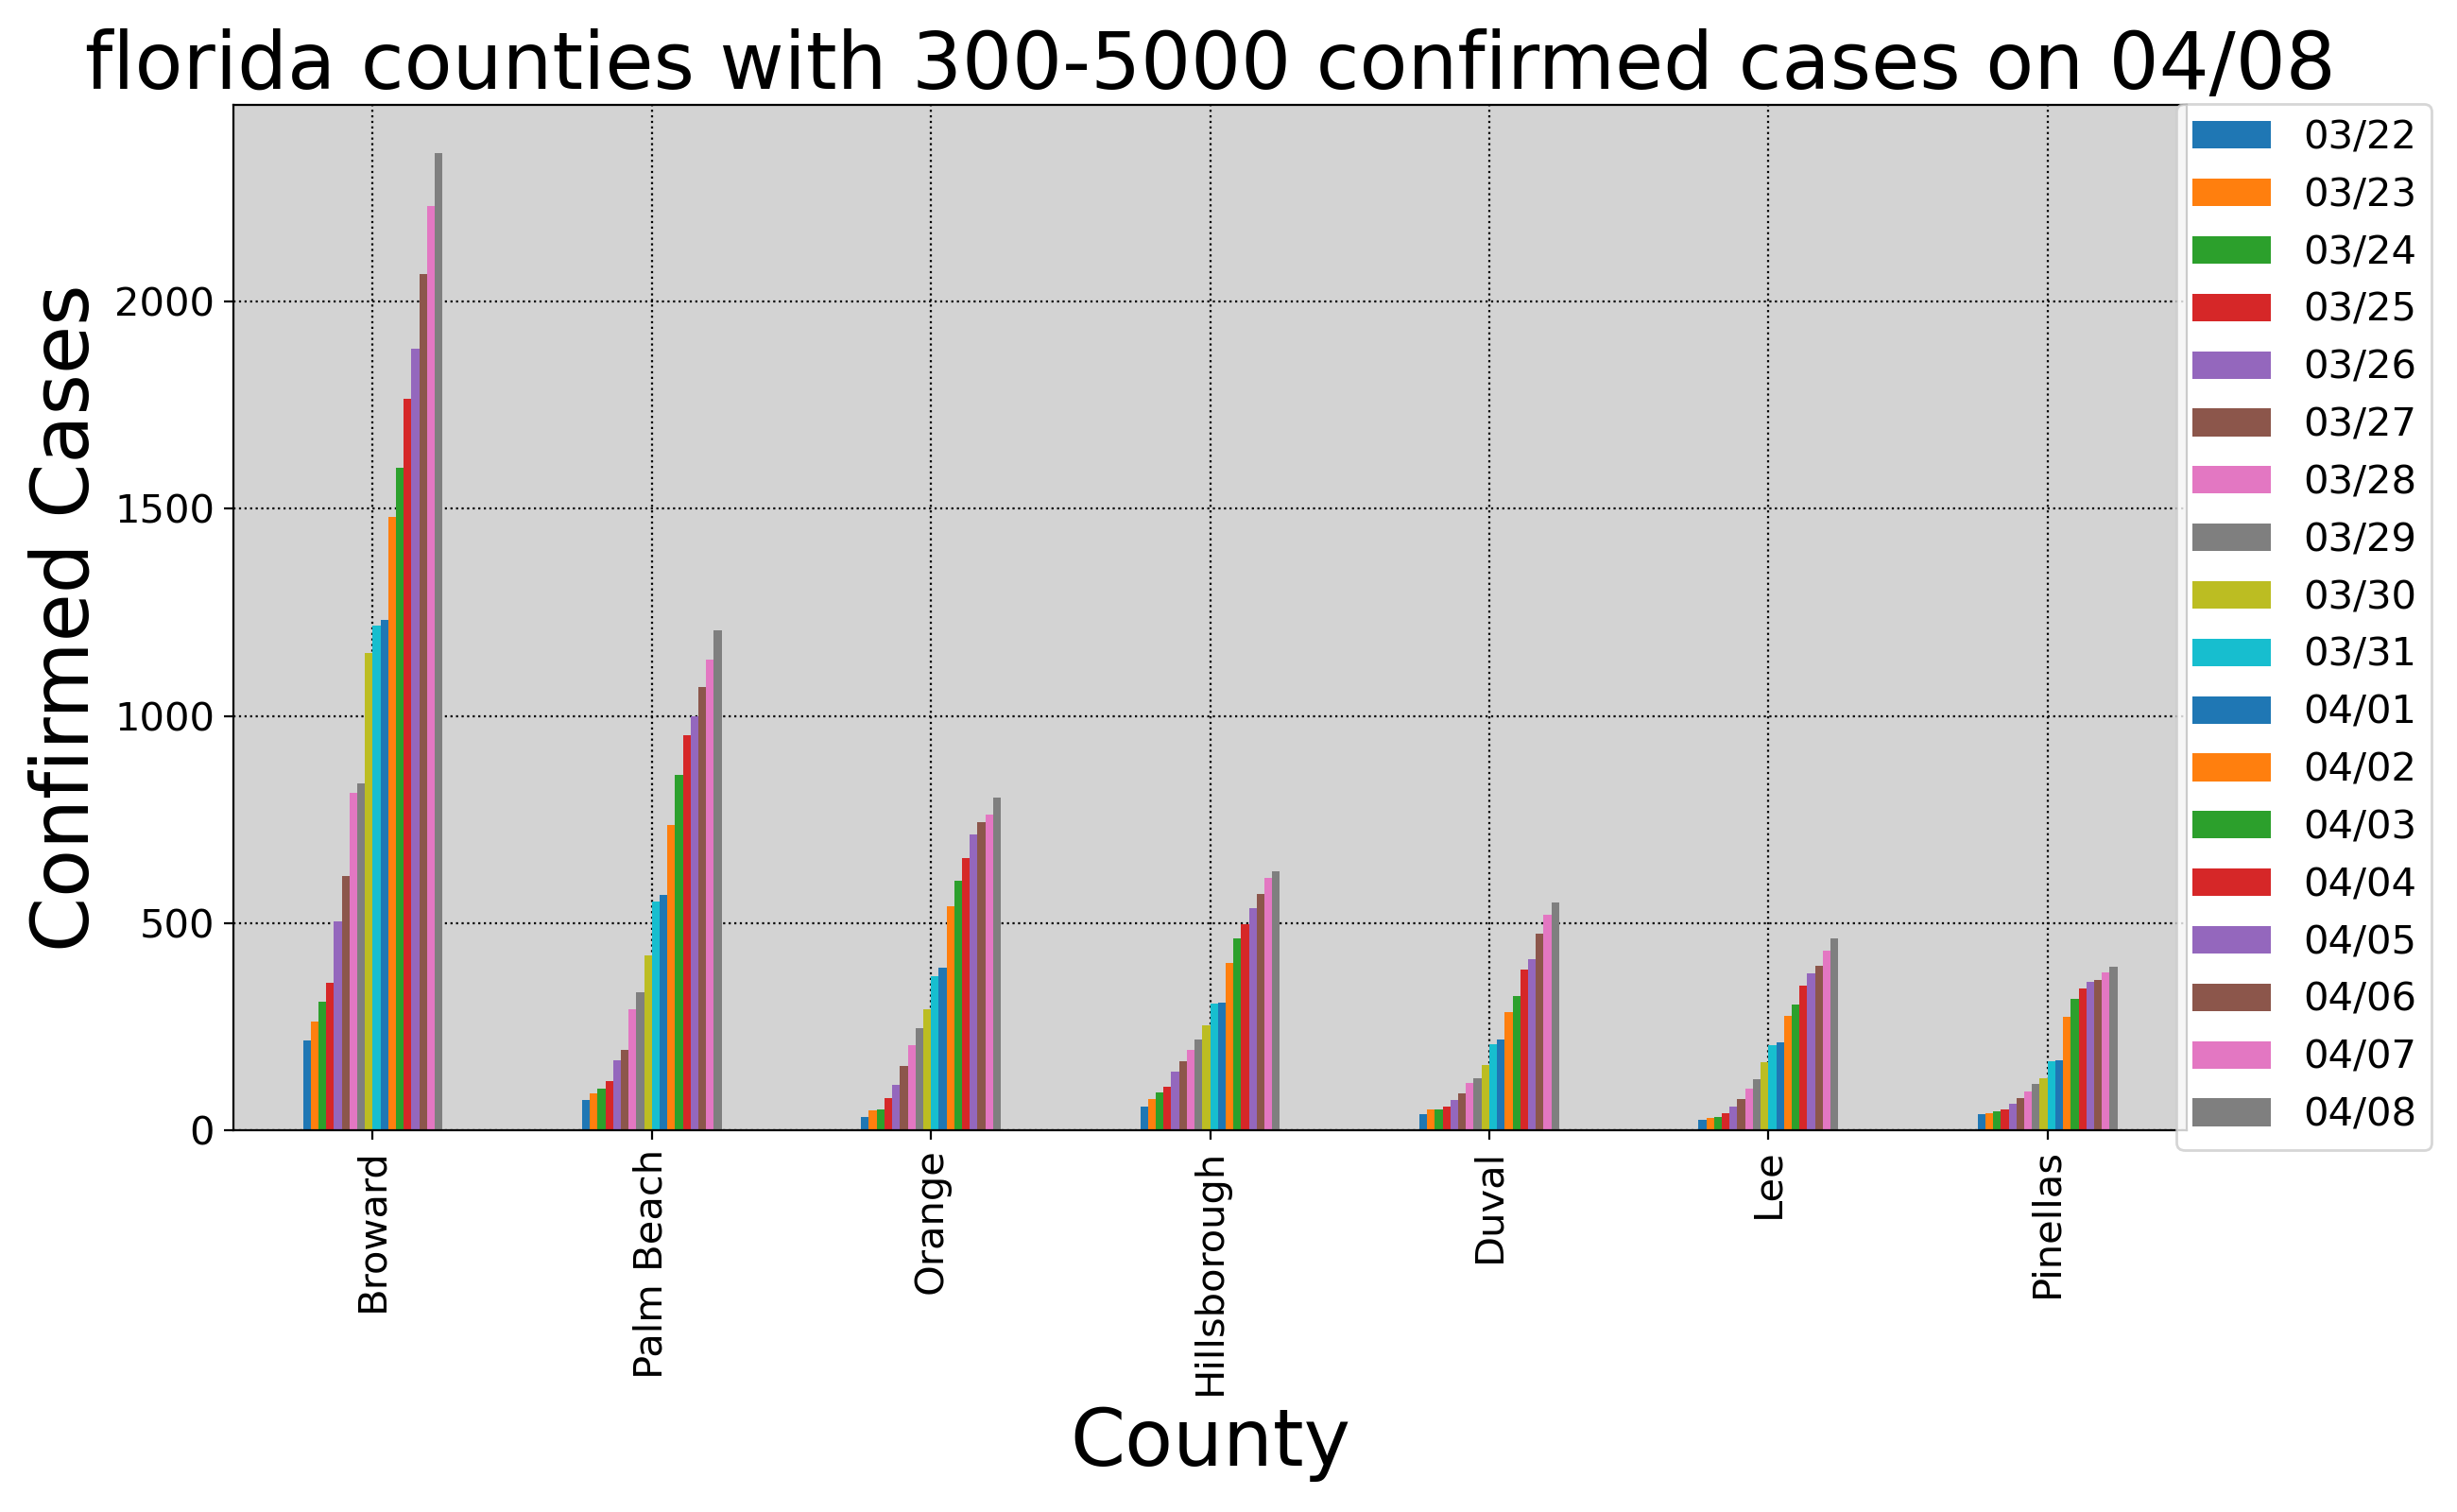 florida counties with 300-5000 confirmed cases on 04/08
Confirmed Cases
2000
1500
1000
500
0
Broward
Palm Beach
Orange
Hillsborough
Duval
Lee
Pinellas
County
03/22
03/23
03/24
03/25
03/26
03/27
03/28
03/29
03/30
03/31
04/01
04/02
04/03
04/04
04/05
04/06
04/07
04/08